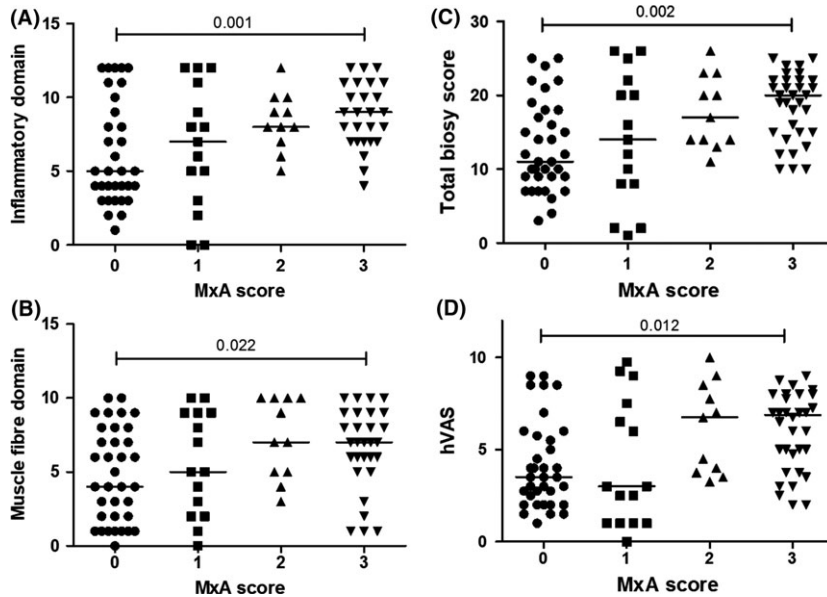 (A)
0.001
Inflammatory domain
15
10
5
0
0 1 2 3
MxA score
(C)
0.002
Total biosy score
30
20
10
0
0 1 2 3
MxA score
(B)
0.022
Muscle fibre domain
15
10
5
0
0 1 2 3
MxA score
(D)
0.012
hVAS
10
5
0
0 1 2 3
MxA score